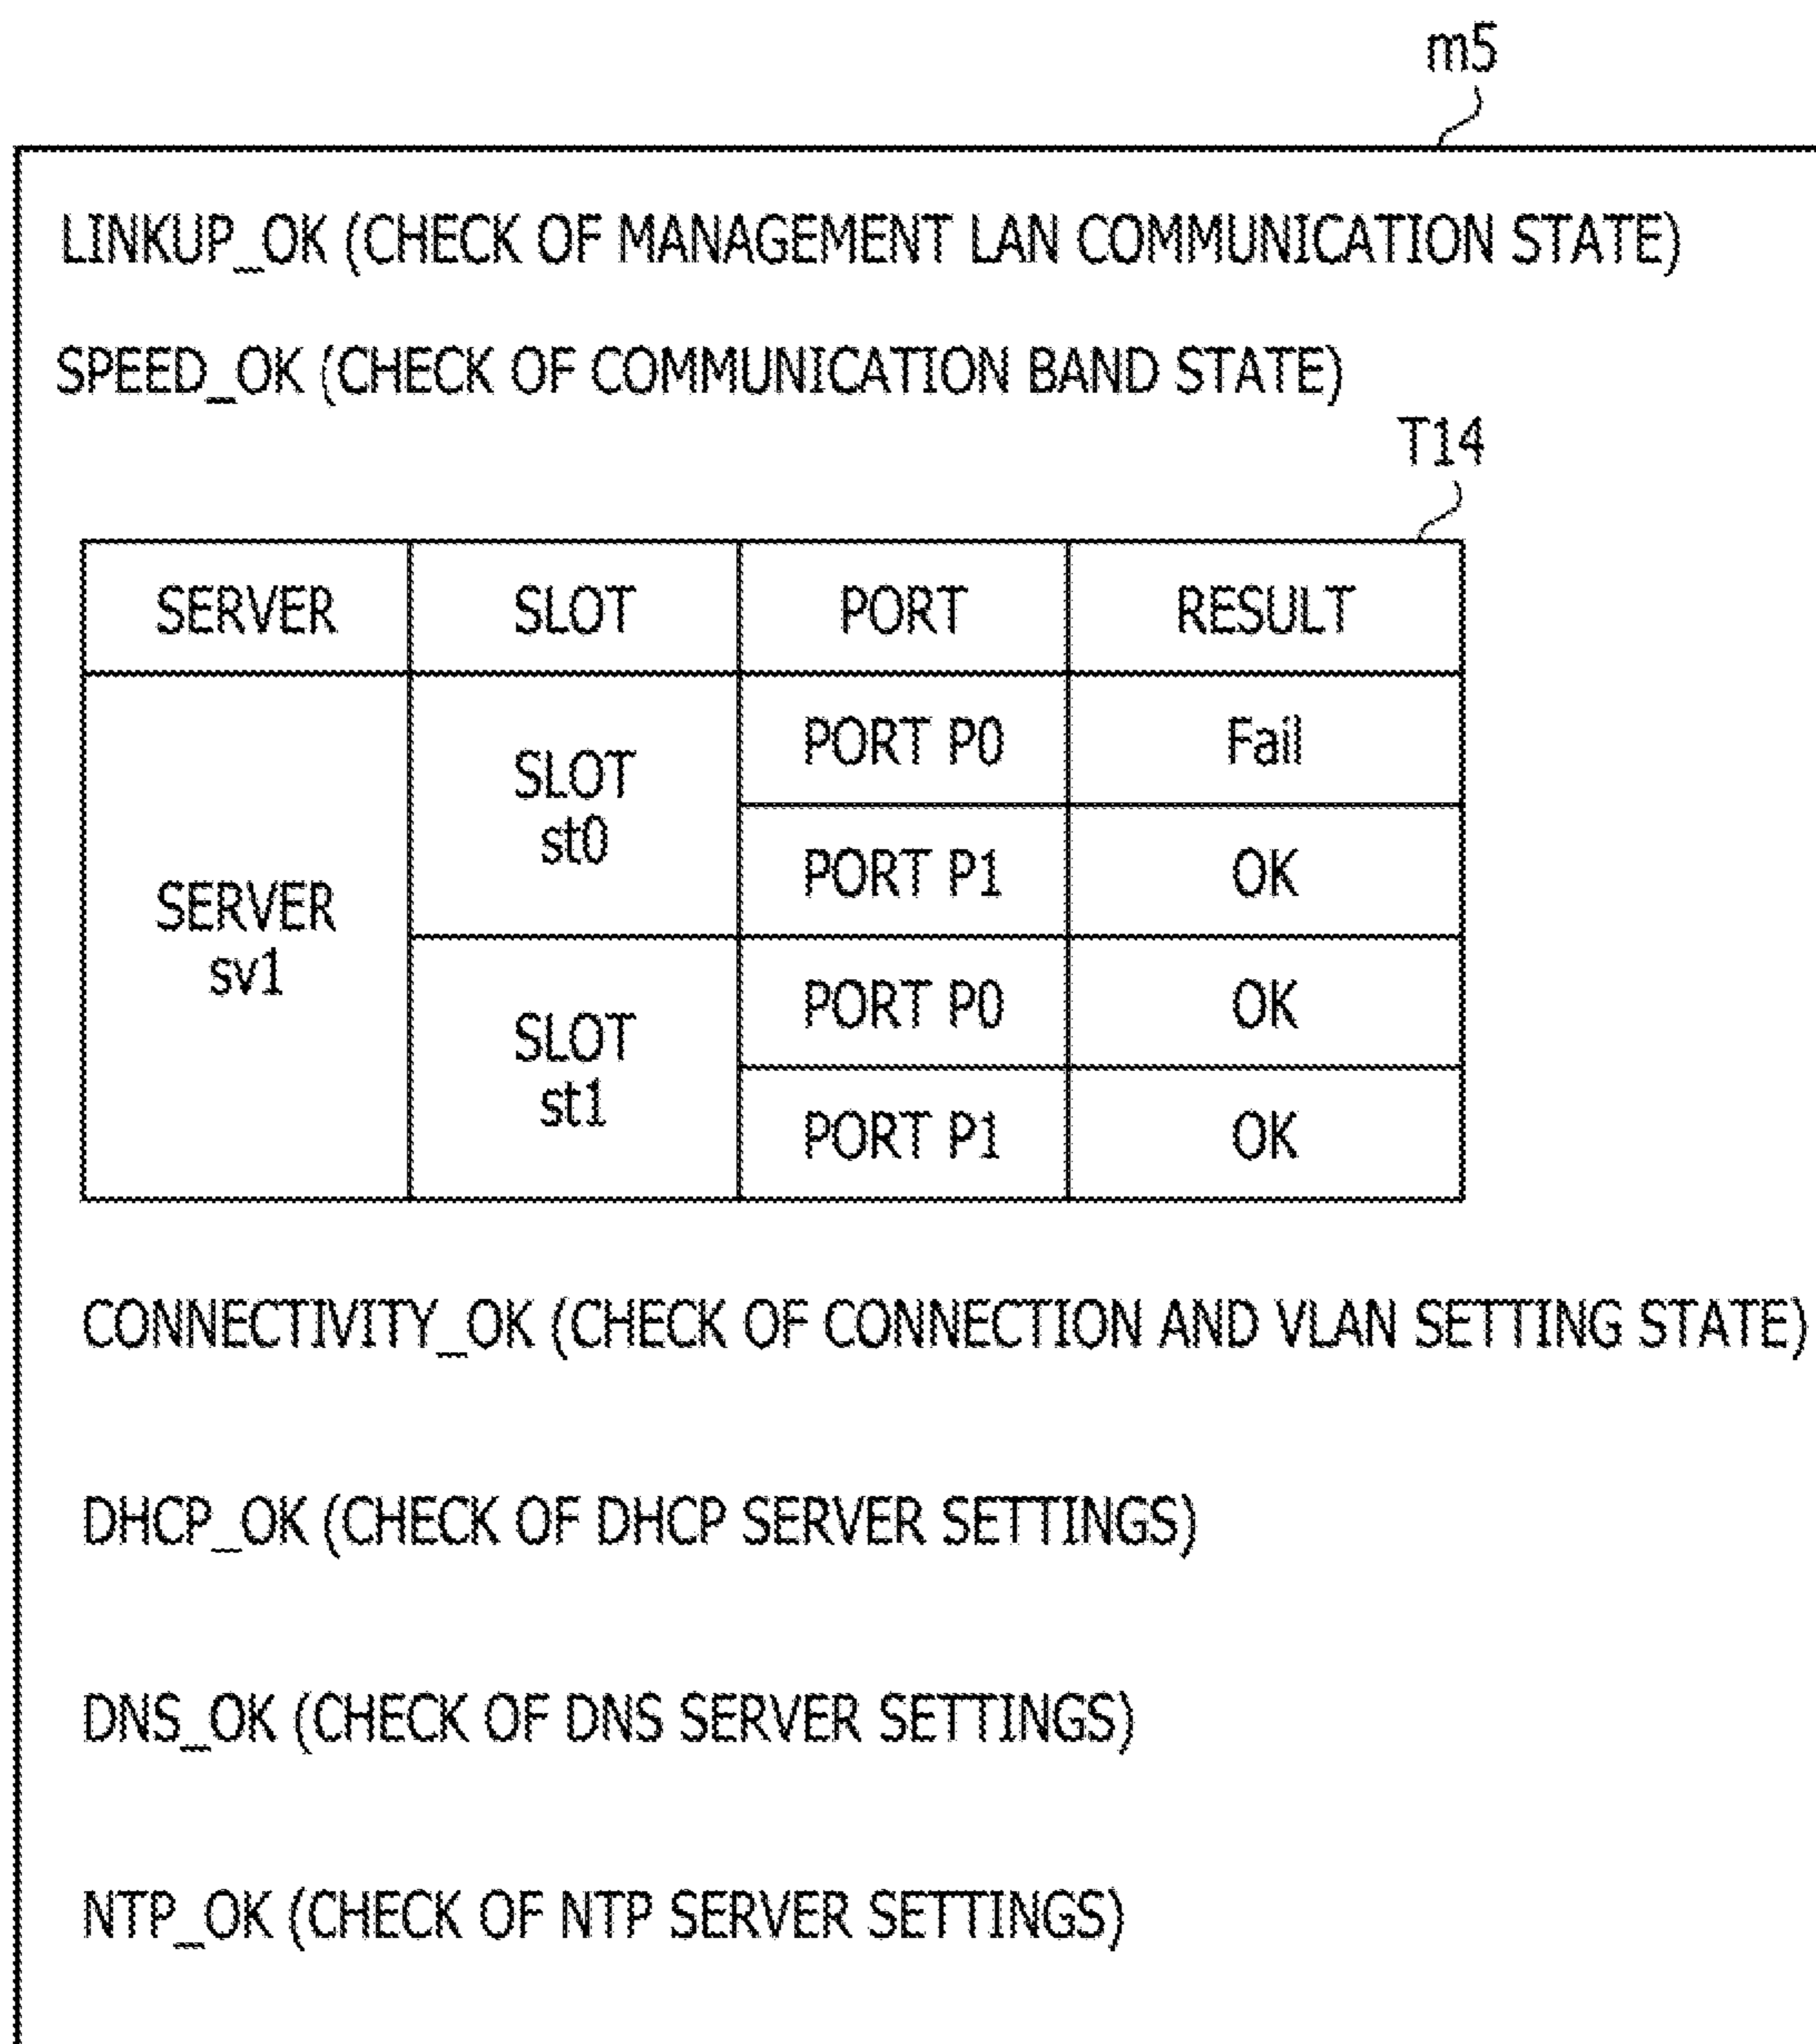 m5
LINKUP_OK (CHECK OF MANAGEMENT LAN COMMUNICATION STATE)
SPEED_OK (CHECK OF COMMUNICATION BAND STATE)
T14
SERVER SLOT PORT RESULT
SERVER
sv1
SLOT
st0
PORT P0 Fail
PORT P1 OK
SLOT
st1
PORT P0 OK
PORT P1 OK
CONNECTIVITY_OK (CHECK OF CONNECTION AND VLAN SETTING STATE)
DHCP_OK (CHECK OF DHCP SERVER SETTINGS)
DNS_OK (CHECK OF DNS SERVER SETTINGS)
NTP_OK (CHECK OF NTP SERVER SETTINGS)